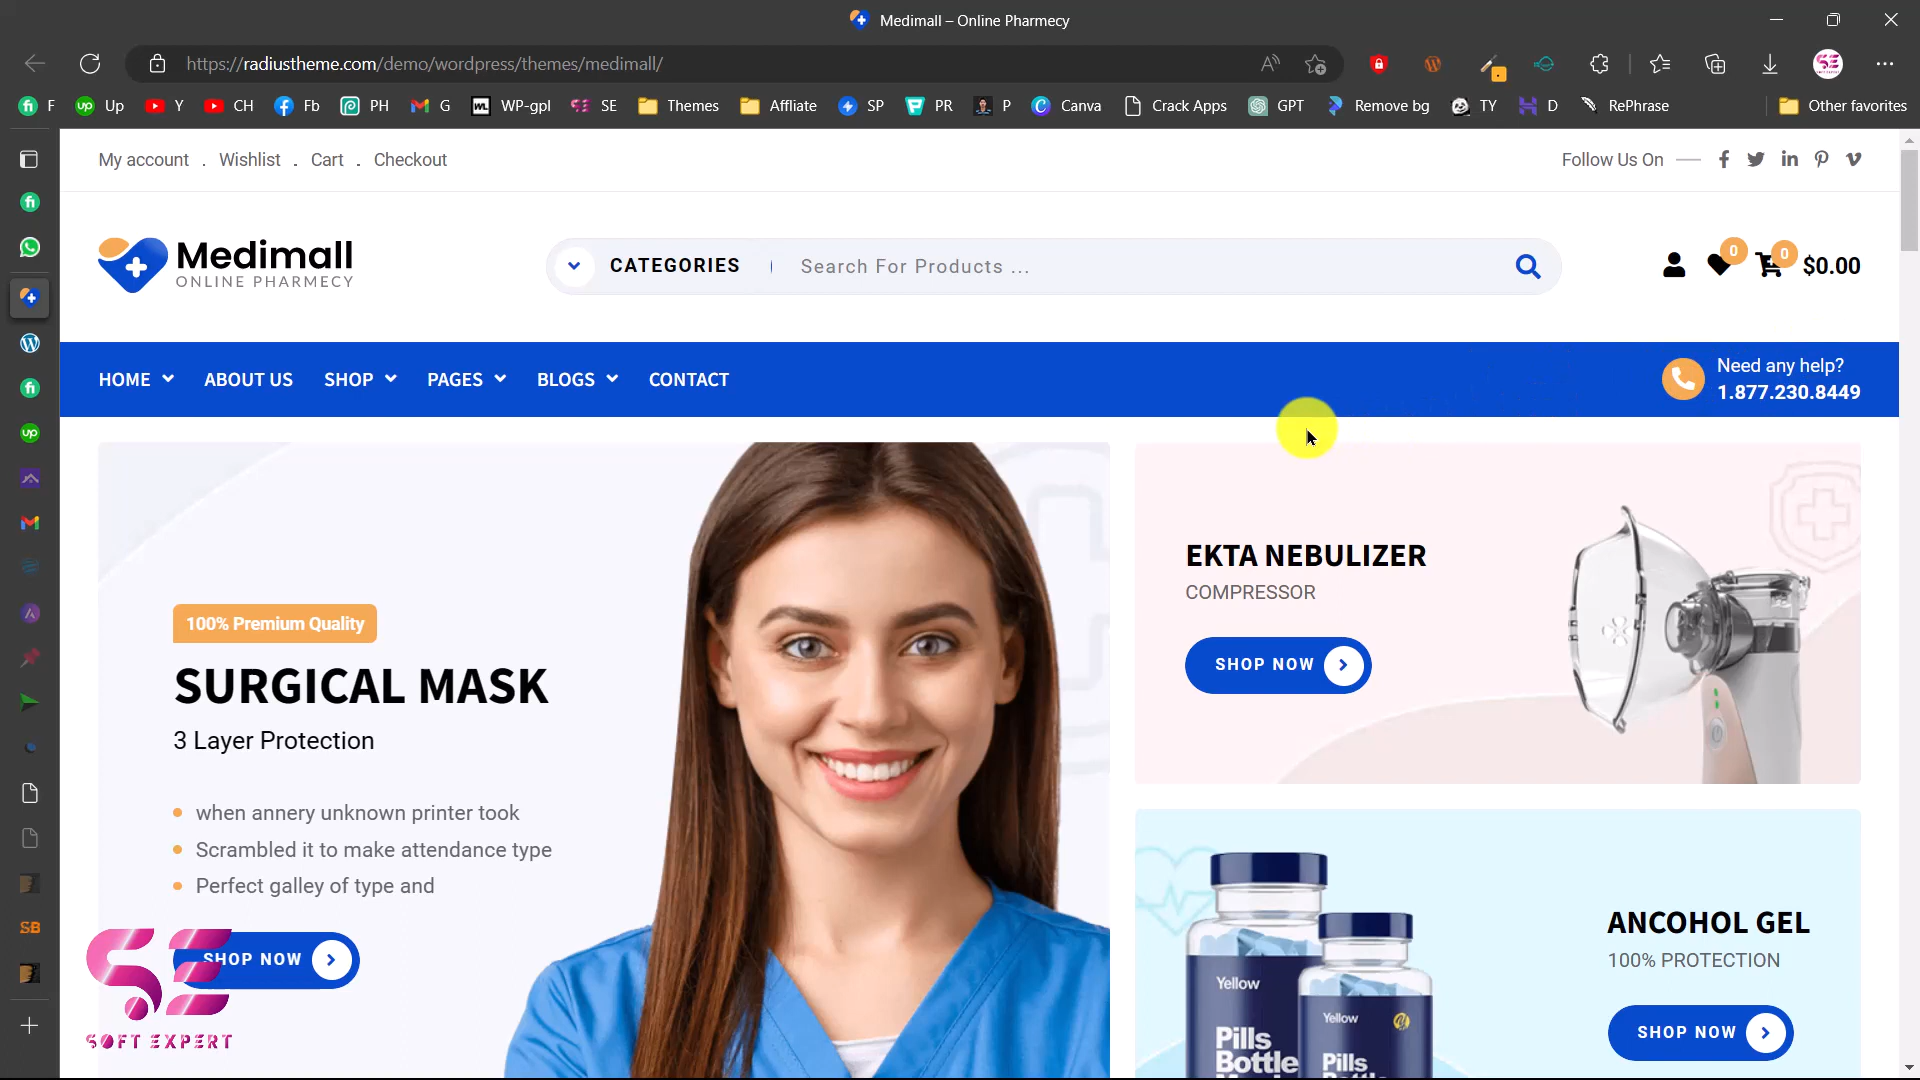 Medimall – Online Pharmecy
https://radiustheme.com/demo/wordpress/themes/medimall/
F Up Y CH Fb PH G WP-gpl SE Themes Affliate SP PR P Canva Crack Apps GPT Remove bg TY D RePhrase Other favorites
My account . Wishlist . Cart . Checkout
Follow Us On
Medimall
ONLINE PHARMECY
CATEGORIES
Search For Products ...
0
0
$0.00
HOME ABOUT US SHOP PAGES BLOGS CONTACT
Need any help?
1.877.230.8449
100% Premium Quality
SURGICAL MASK
3 Layer Protection
when annery unknown printer took
Scrambled it to make attendance type
Perfect galley of type and
SHOP NOW
EKTA NEBULIZER
COMPRESSOR
SHOP NOW
ANCOHOL GEL
100% PROTECTION
SHOP NOW
Yellow
Pills
Bottle
Yellow
Pills
SB
SE
SOFT EXPERT